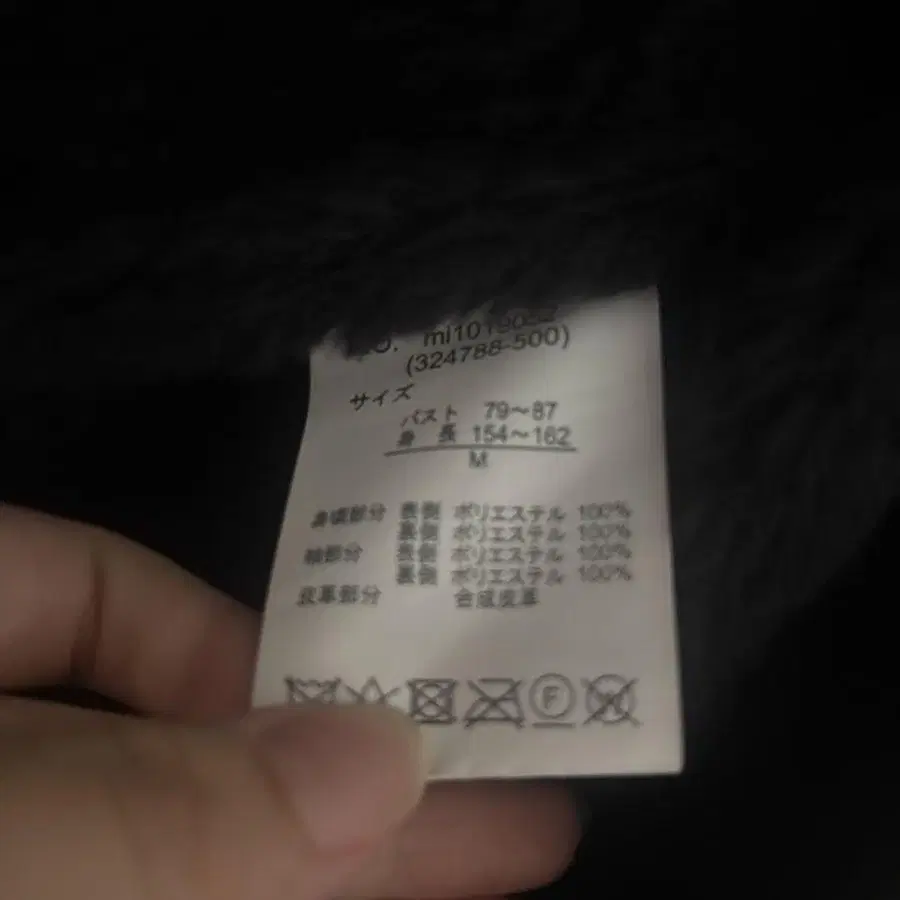 (324788-500)
サイズ
バスト 79〜87
身長 154〜162
M
身頃部分 表側 ポリエステル 100%
裏側 ポリエステル 100%
袖部分 表側 ポリエステル 100%
裏側 ポリエステル 100%
皮革部分 合成皮革
F